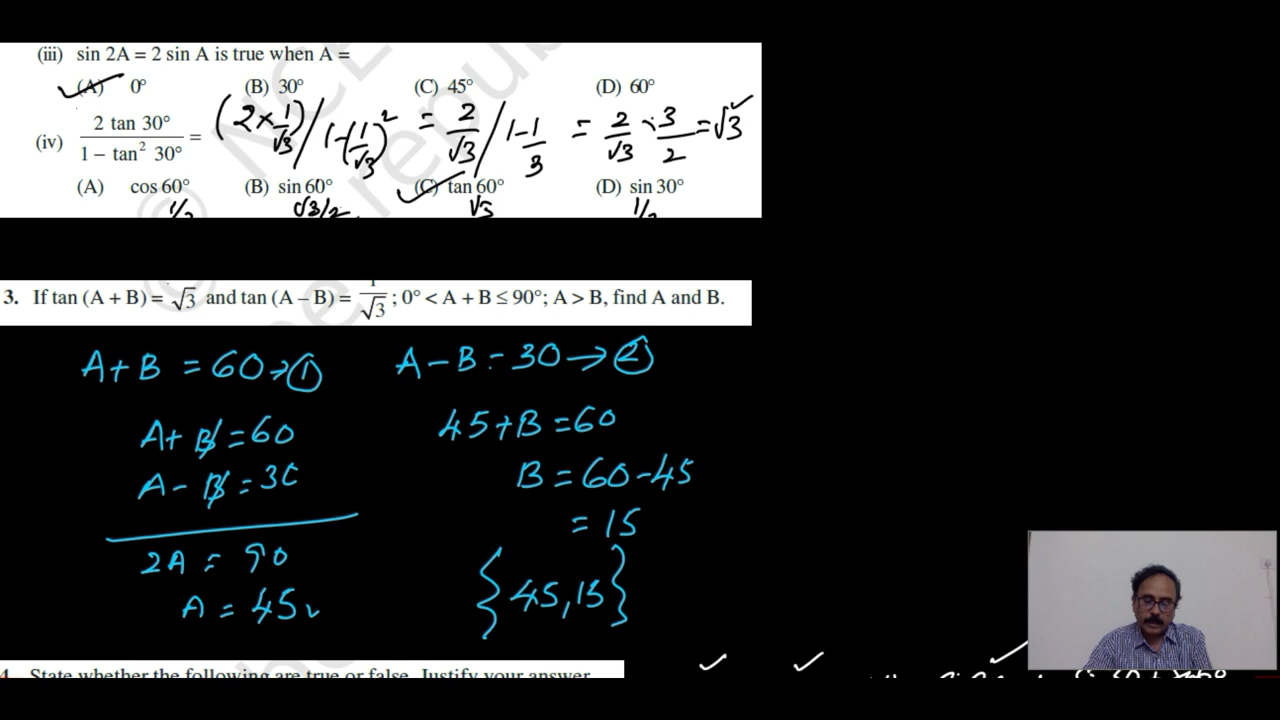 (iii) sin 2A = 2 sin A is true when A =
(A) 0° (B) 30° (C) 45° (D) 60°
(iv) 2 tan 30° / 1 – tan² 30° = (2 × 1/√3) / 1 - (1/√3)² = 2/√3 / 1 - 1/3 = 2/√3 · 3/2 = √3
(A) cos 60° (B) sin 60° (C) tan 60° (D) sin 30°
1/2 √3/2 √3 1/2
3. If tan (A + B) = √3 and tan (A – B) = 1/√3 ; 0° < A + B ≤ 90°; A > B, find A and B.
A + B = 60 → ① A – B = 30 → ②
A + B = 60
A – B = 30
2A = 90
A = 45
45 + B = 60
B = 60 - 45
= 15
{45, 15}
4. State whether the following are true or false. Justify your answer.